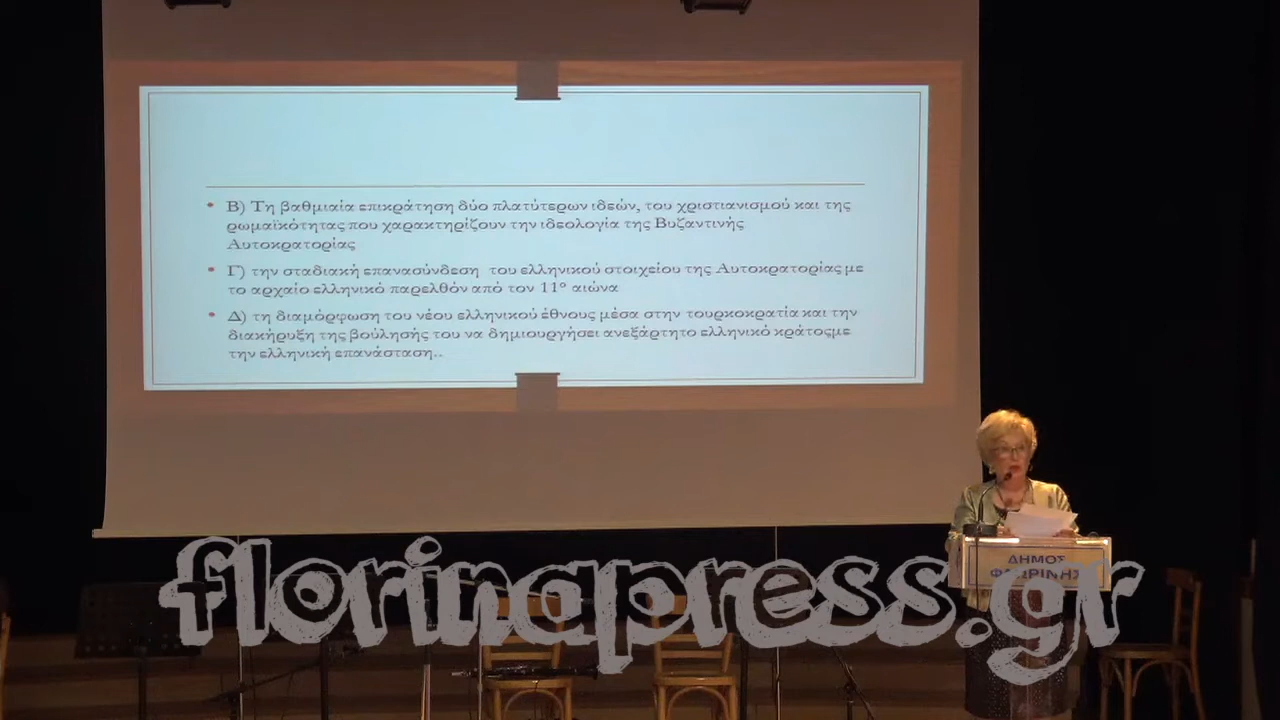 Β) Τη βαθμιαία επικράτηση δύο πλατύτερων ιδεών, του χριστιανισμού και της
ρωμαϊκότητας που χαρακτηρίζουν την ιδεολογία της Βυζαντινής
Αυτοκρατορίας
Γ) την σταδιακή επανασύνδεση του ελληνικού στοιχείου της Αυτοκρατορίας με
το αρχαίο ελληνικό παρελθόν από τον 11ο αιώνα
Δ) τη διαμόρφωση του νέου ελληνικού έθνους μέσα στην τουρκοκρατία και την
διακήρυξη της βούλησής του να δημιουργήσει ανεξάρτητο ελληνικό κράτοςμε
την ελληνική επανάσταση..
ΔΗΜΟΣ
ΦΛΩΡΙΝΗΣ
florinapress.gr